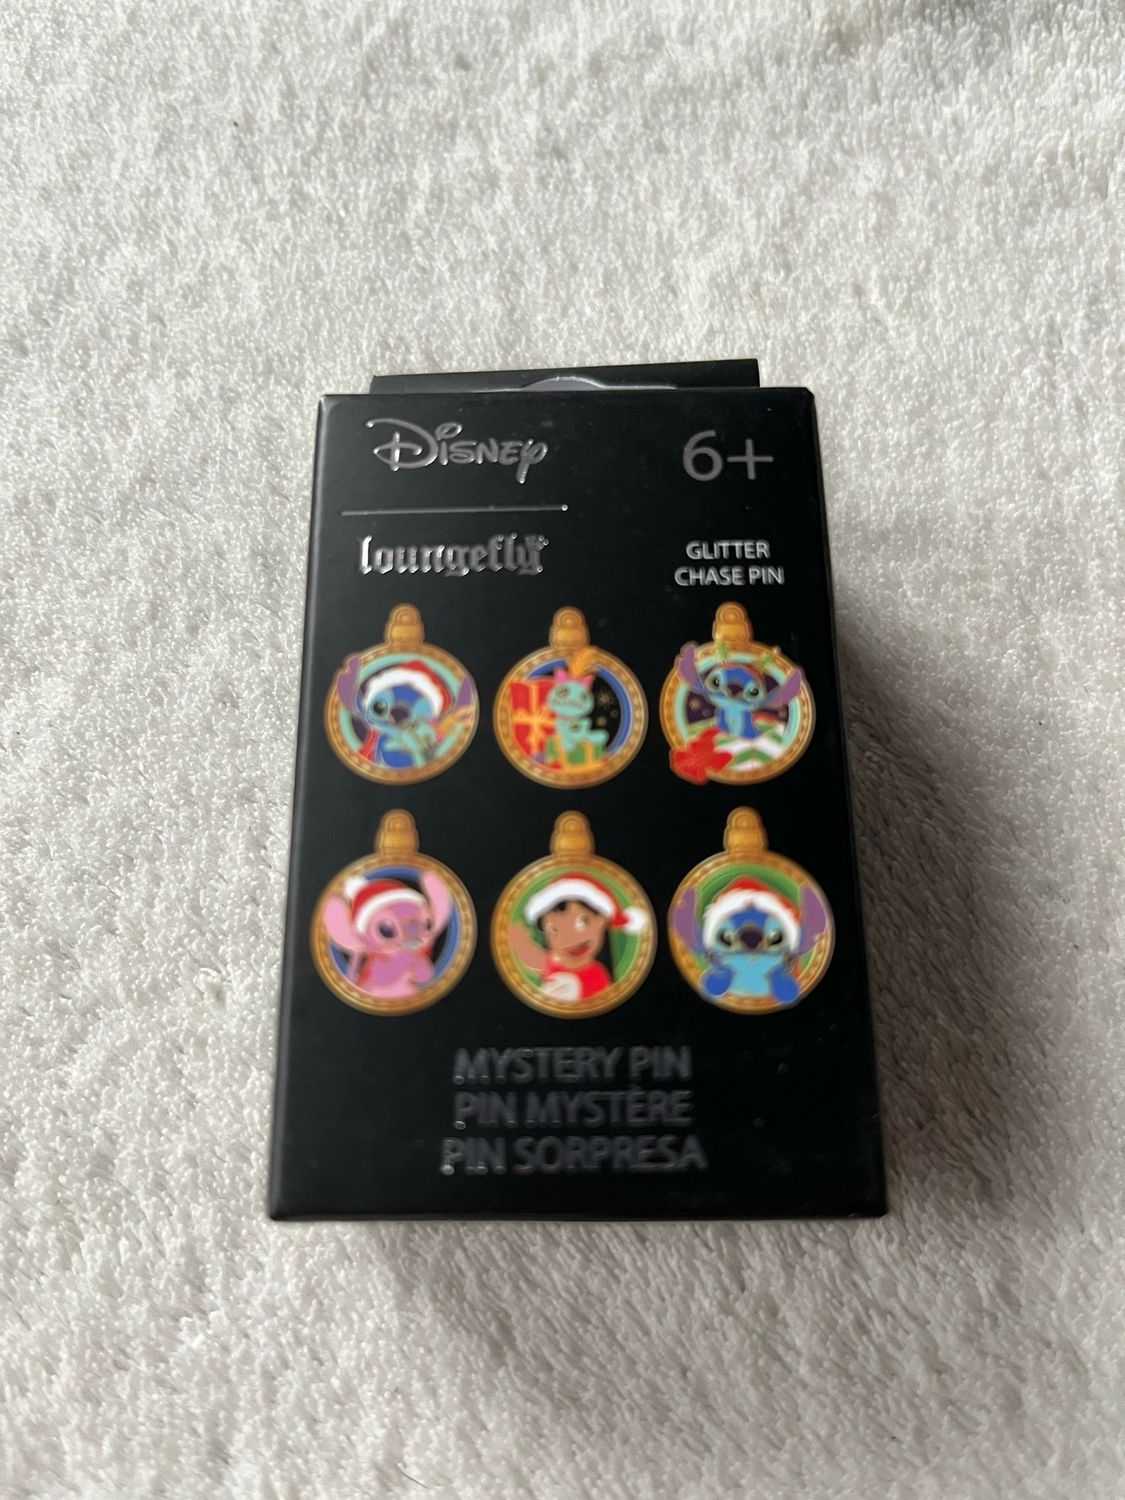 Disney
6+
loungefly
GLITTER
CHASE PIN
MYSTERY PIN
PIN MYSTÈRE
PIN SORPRESA